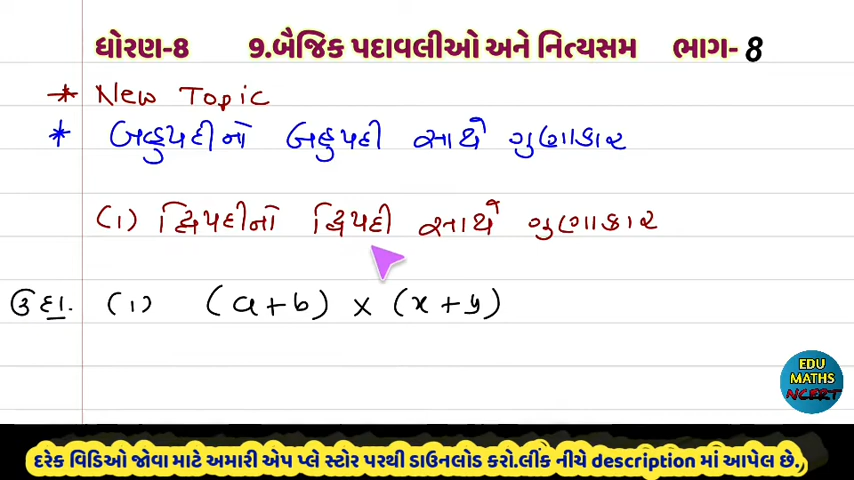 ધોરણ-8 9.બૈજિક પદાવલીઓ અને નિત્યસમ ભાગ- 8
* New Topic
* બહુપદીનો બહુપદી સાથે ગુણાકાર
(1) દ્વિપદીનો દ્વિપદી સાથે ગુણાકાર
ઉદા. (1) (a+b) × (x+y)
EDU
MATHS
NCERT
દરેક વિડિઓ જોવા માટે અમારી એપ પ્લે સ્ટોર પરથી ડાઉનલોડ કરો.લીંક નીચે description માં આપેલ છે.